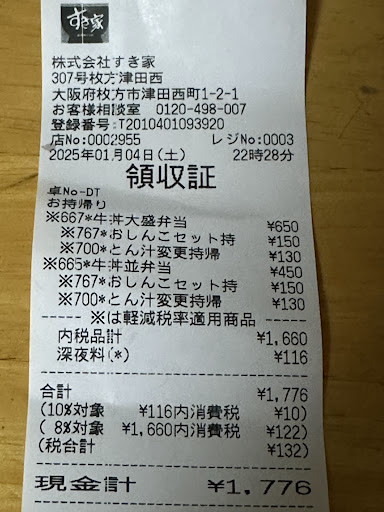 すき家
株式会社すき家
307号枚方津田西
大阪府枚方市津田西町1-2-1
お客様相談室 0120-498-007
登録番号:T2010401093920
店No:0002955 レジNo:0003
2025年01月04日(土) 22時28分
領収証
卓No-DT
お持帰り
※667*牛丼大盛弁当 ¥650
※767*おしんこセット持 ¥150
※700*とん汁変更持帰 ¥130
※665*牛丼並弁当 ¥450
※767*おしんこセット持 ¥150
※700*とん汁変更持帰 ¥130
----- ※は軽減税率適用商品 -----
内税品計 ¥1,660
深夜料(*) ¥116
合計 ¥1,776
(10%対象 ¥116内消費税 ¥10)
( 8%対象 ¥1,660内消費税 ¥122)
(税合計 ¥132)
現金計 ¥1,776